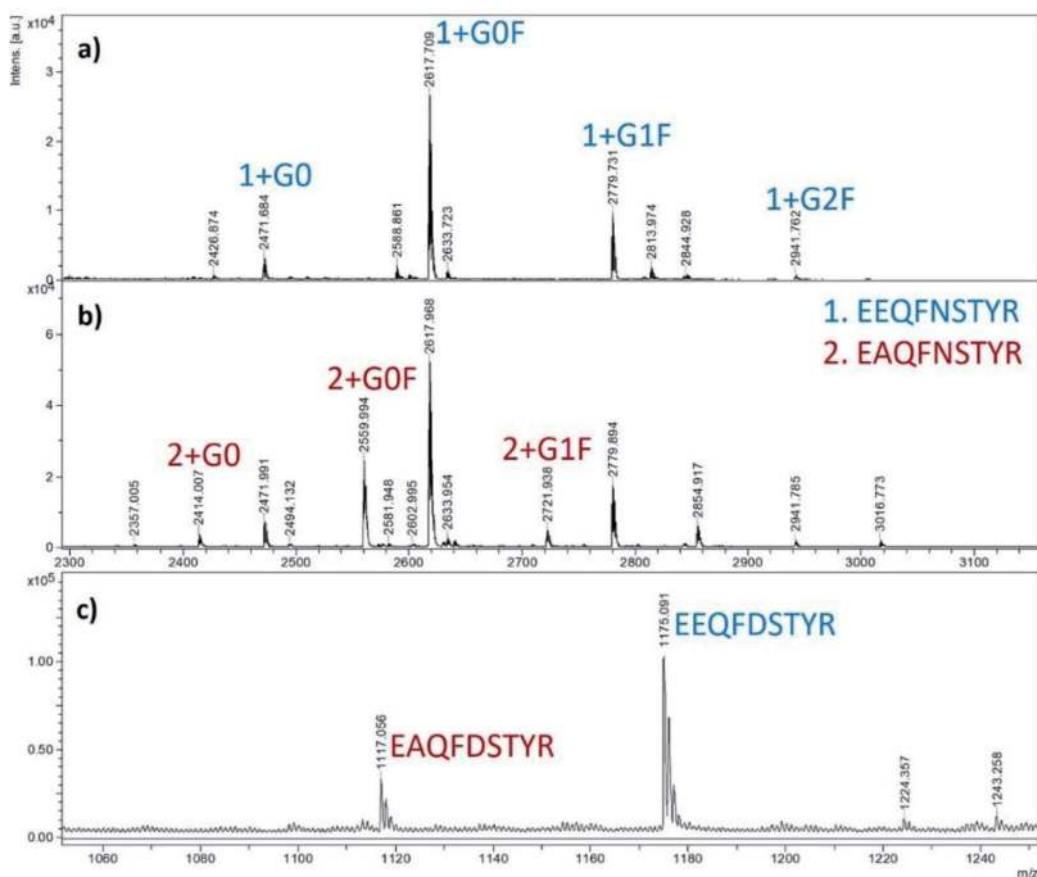 Intens. [a.u.]
x10⁴
a)
1+G0F
2617.709
3
2
1+G1F
2779.731
1+G0
1+G2F
1
2426.874
2471.684
2588.861
2633.723
2813.974
2844.928
2941.762
0
x10⁴
b)
2617.968
1. EEQFNSTYR
2. EAQFNSTYR
6
2+G0F
2559.994
4
2+G0
2+G1F
2779.894
2
2357.005
2414.007
2471.991
2494.132
2581.948
2602.995
2633.954
2721.938
2854.917
2941.785
3016.773
0
2300 2400 2500 2600 2700 2800 2900 3000 3100
x10⁵
c)
1175.091
EEQFDSTYR
1.00
1117.056
EAQFDSTYR
0.50
1224.357
1243.258
0.00
1060 1080 1100 1120 1140 1160 1180 1200 1220 1240
m/z